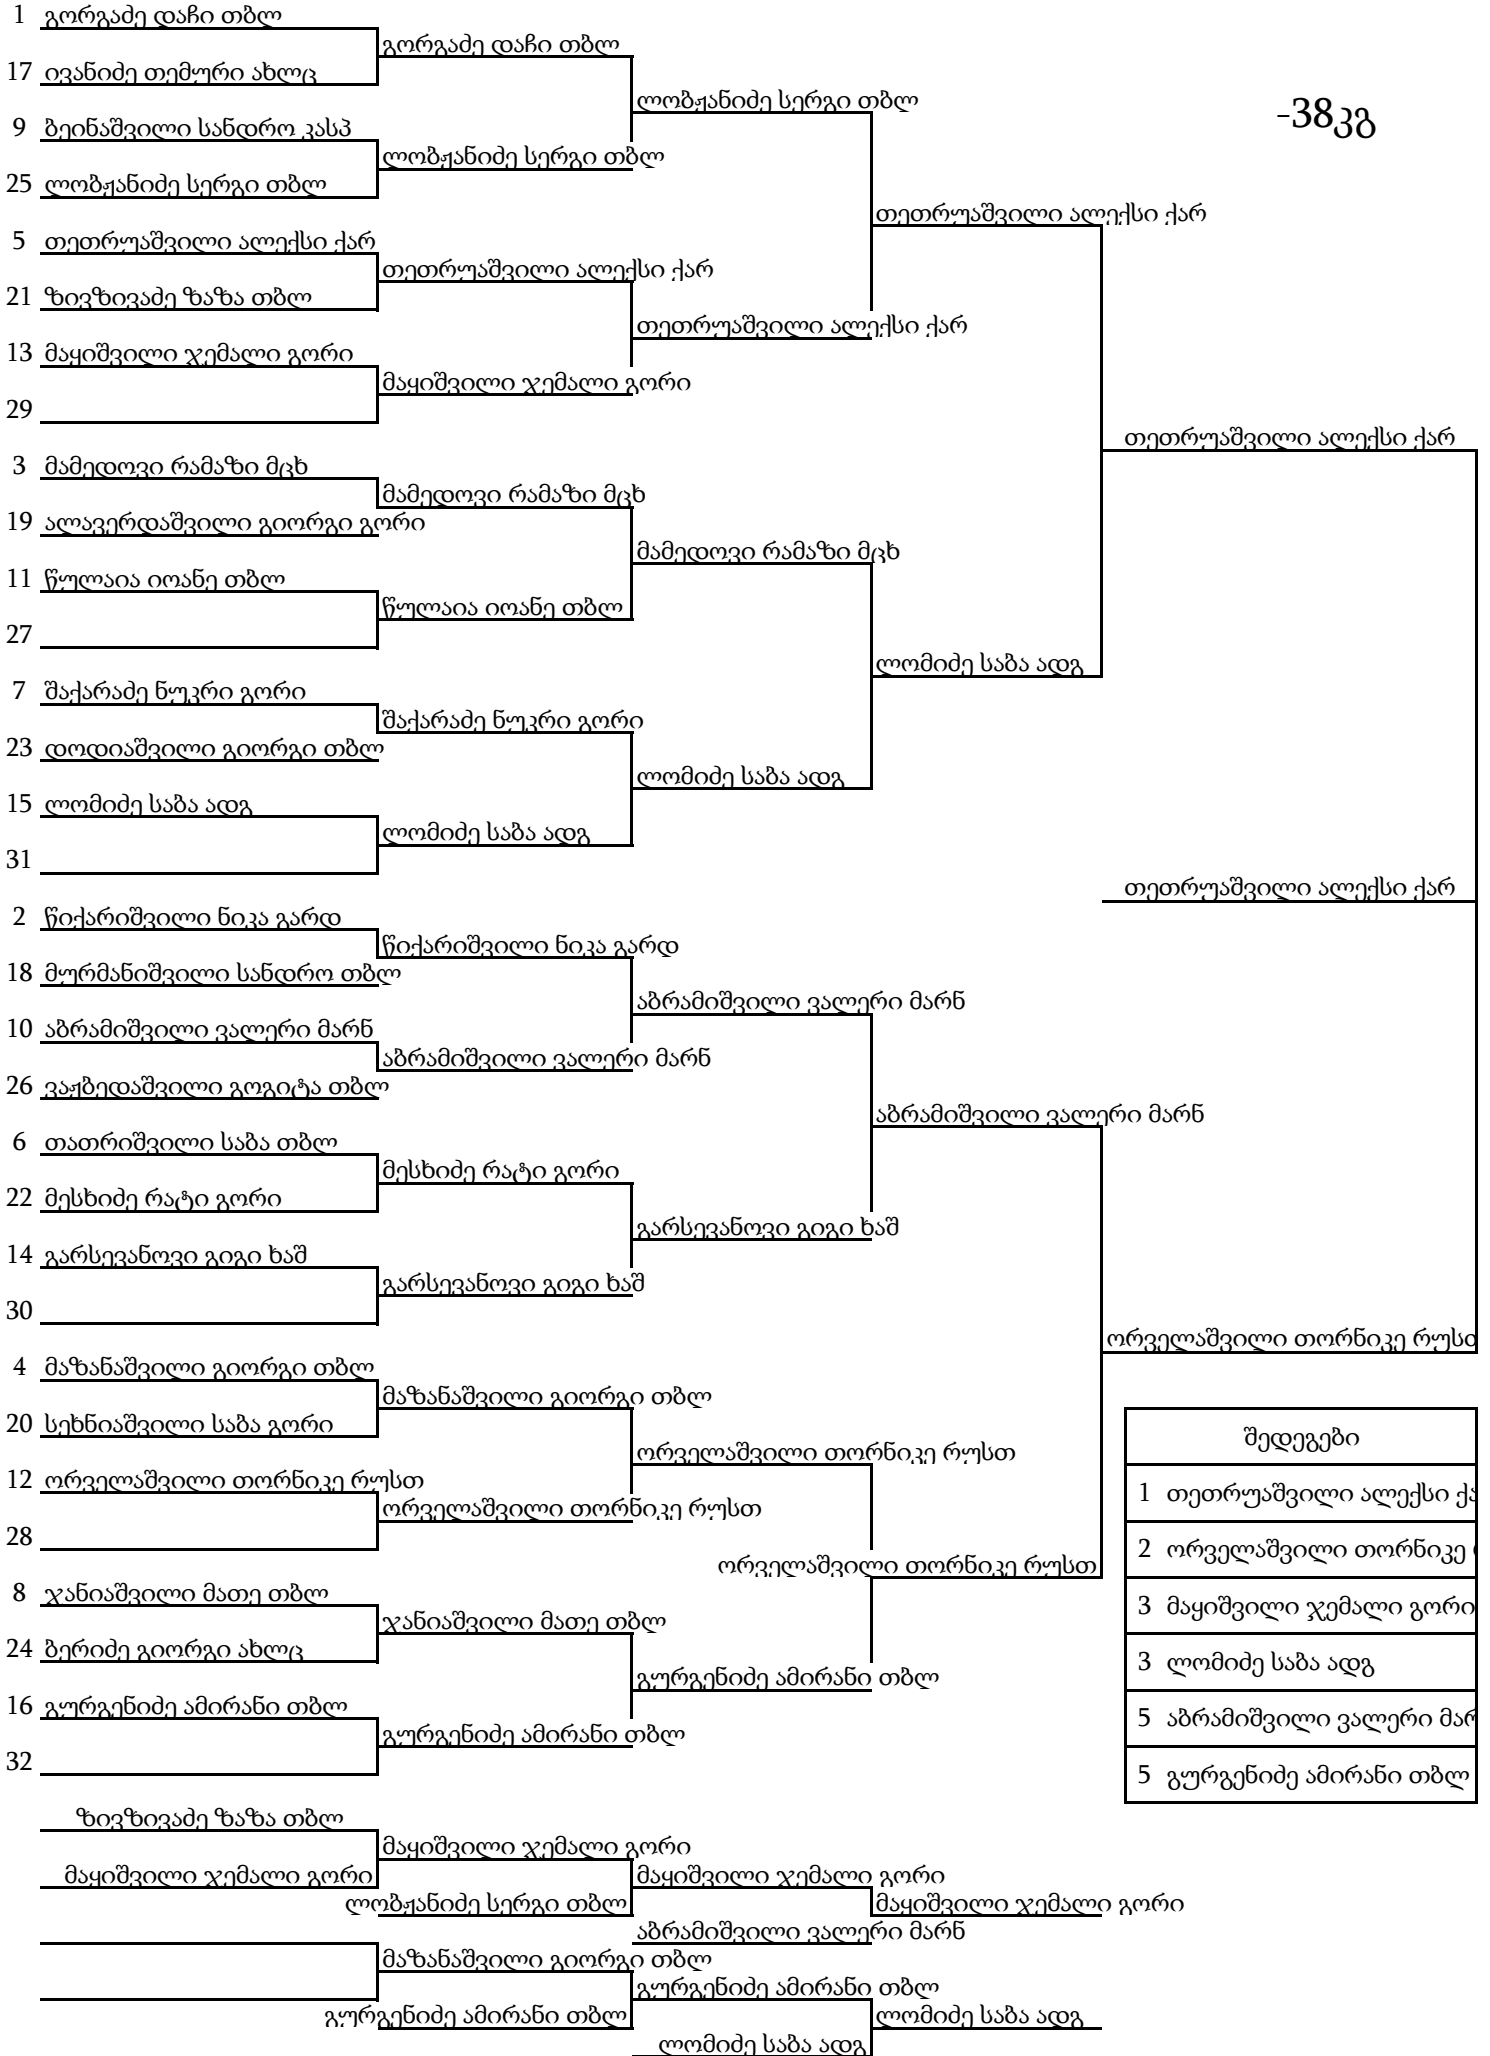 1 გორგაძე დაჩი თბლ
გორგაძე დაჩი თბლ
17 ივანიძე თემური ახლც
ლობჟანიძე სერგი თბლ
-38კგ
9 ბეინაშვილი სანდრო კასპ
ლობჟანიძე სერგი თბლ
25 ლობჟანიძე სერგი თბლ
თეთრუაშვილი ალექსი ქარ
5 თეთრუაშვილი ალექსი ქარ
თეთრუაშვილი ალექსი ქარ
21 ზივზივაძე ზაზა თბლ
თეთრუაშვილი ალექსი ქარ
13 მაყიშვილი ჯემალი გორი
მაყიშვილი ჯემალი გორი
29
თეთრუაშვილი ალექსი ქარ
3 მამედოვი რამაზი მცხ
მამედოვი რამაზი მცხ
19 ალავერდაშვილი გიორგი გორი
მამედოვი რამაზი მცხ
11 წულაია იოანე თბლ
წულაია იოანე თბლ
27
ლომიძე საბა ადგ
7 შაქარაძე ნუკრი გორი
შაქარაძე ნუკრი გორი
23 დოდიაშვილი გიორგი თბლ
ლომიძე საბა ადგ
15 ლომიძე საბა ადგ
ლომიძე საბა ადგ
31
თეთრუაშვილი ალექსი ქარ
2 წიქარიშვილი ნიკა გარდ
წიქარიშვილი ნიკა გარდ
18 მურმანიშვილი სანდრო თბლ
აბრამიშვილი ვალერი მარნ
10 აბრამიშვილი ვალერი მარნ
აბრამიშვილი ვალერი მარნ
26 ვაჟბედაშვილი გოგიტა თბლ
აბრამიშვილი ვალერი მარნ
6 თათრიშვილი საბა თბლ
მესხიძე რატი გორი
22 მესხიძე რატი გორი
გარსევანოვი გიგი ხაშ
14 გარსევანოვი გიგი ხაშ
გარსევანოვი გიგი ხაშ
30
ორველაშვილი თორნიკე რუსთ
4 მაზანაშვილი გიორგი თბლ
მაზანაშვილი გიორგი თბლ
20 სეხნიაშვილი საბა გორი
შედეგები
ორველაშვილი თორნიკე რუსთ
12 ორველაშვილი თორნიკე რუსთ
1 თეთრუაშვილი ალექსი ქა
ორველაშვილი თორნიკე რუსთ
28
2 ორველაშვილი თორნიკე
ორველაშვილი თორნიკე რუსთ
8 ჯანიაშვილი მათე თბლ
3 მაყიშვილი ჯემალი გორი
ჯანიაშვილი მათე თბლ
24 ბერიძე გიორგი ახლც
3 ლომიძე საბა ადგ
გურგენიძე ამირანი თბლ
16 გურგენიძე ამირანი თბლ
5 აბრამიშვილი ვალერი მარ
გურგენიძე ამირანი თბლ
32
5 გურგენიძე ამირანი თბლ
ზივზივაძე ზაზა თბლ
მაყიშვილი ჯემალი გორი
მაყიშვილი ჯემალი გორი
მაყიშვილი ჯემალი გორი
ლობჟანიძე სერგი თბლ
მაყიშვილი ჯემალი გორი
აბრამიშვილი ვალერი მარნ
მაზანაშვილი გიორგი თბლ
გურგენიძე ამირანი თბლ
გურგენიძე ამირანი თბლ
ლომიძე საბა ადგ
ლომიძე საბა ადგ